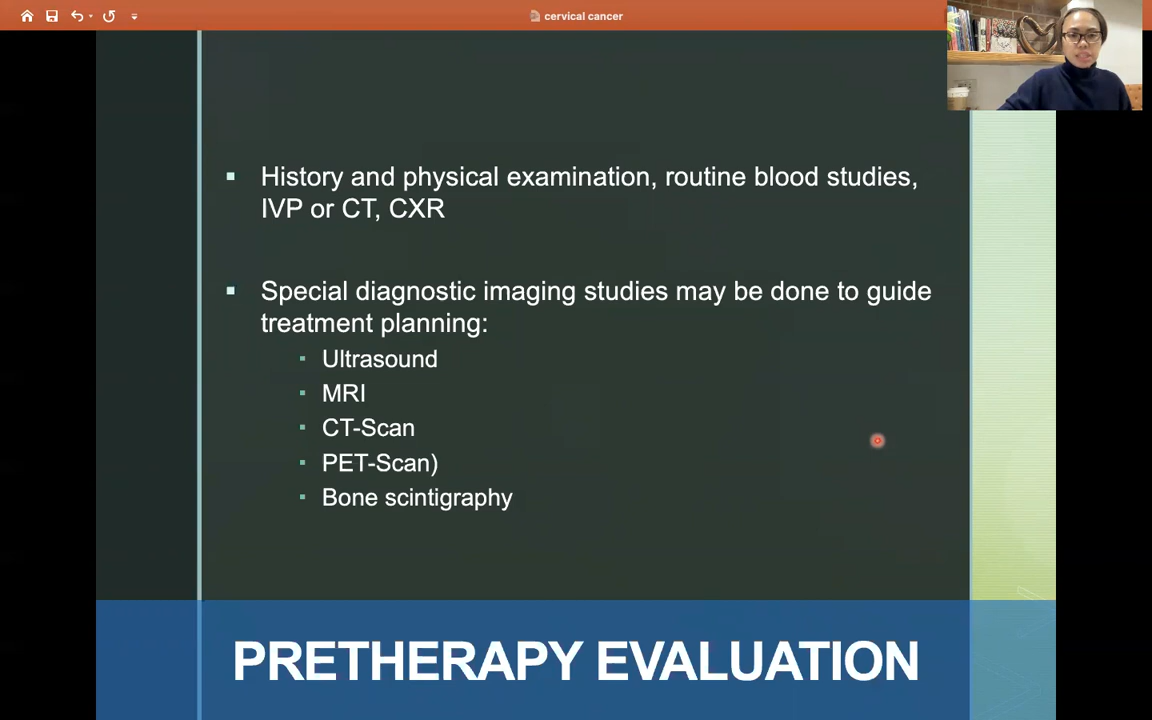 cervical cancer
History and physical examination, routine blood studies,
IVP or CT, CXR
Special diagnostic imaging studies may be done to guide
treatment planning:
Ultrasound
MRI
CT-Scan
PET-Scan)
Bone scintigraphy
PRETHERAPY EVALUATION